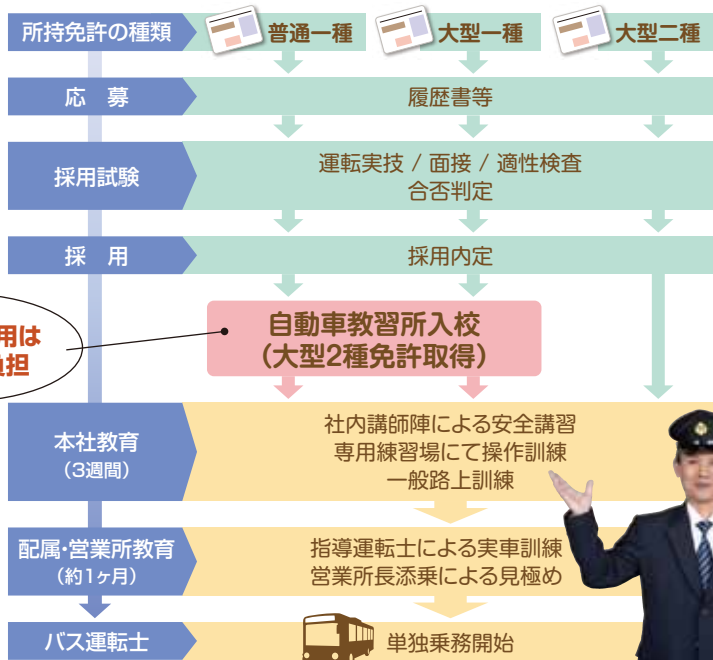 所持免許の種類
普通一種
大型一種
大型二種
応 募
履歴書等
採用試験
運転実技 / 面接 / 適性検査
合否判定
採 用
採用内定
用は
担
自動車教習所入校
(大型2種免許取得)
本社教育
(3週間)
社内講師陣による安全講習
専用練習場にて操作訓練
一般路上訓練
配属・営業所教育
(約1ヶ月)
指導運転士による実車訓練
営業所長添乗による見極め
バス運転士
単独乗務開始